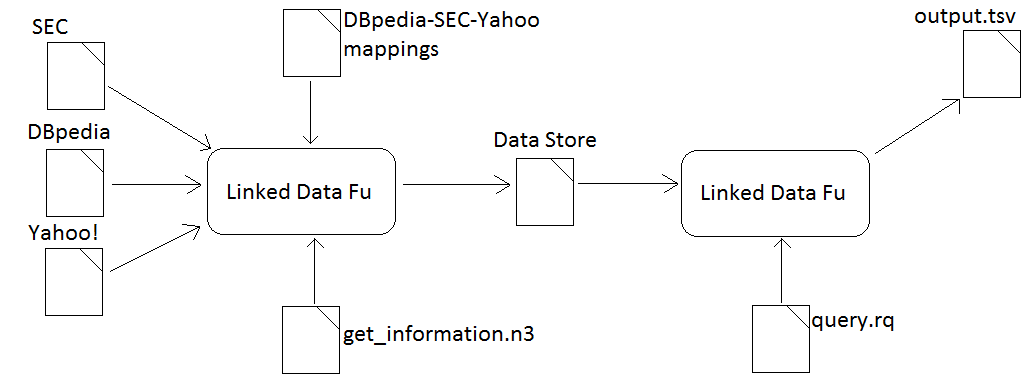 SEC
DBpedia-SEC-Yahoo
mappings
output.tsv
DBpedia
Data Store
Linked Data Fu
Linked Data Fu
Yahoo!
get_information.n3
query.rq